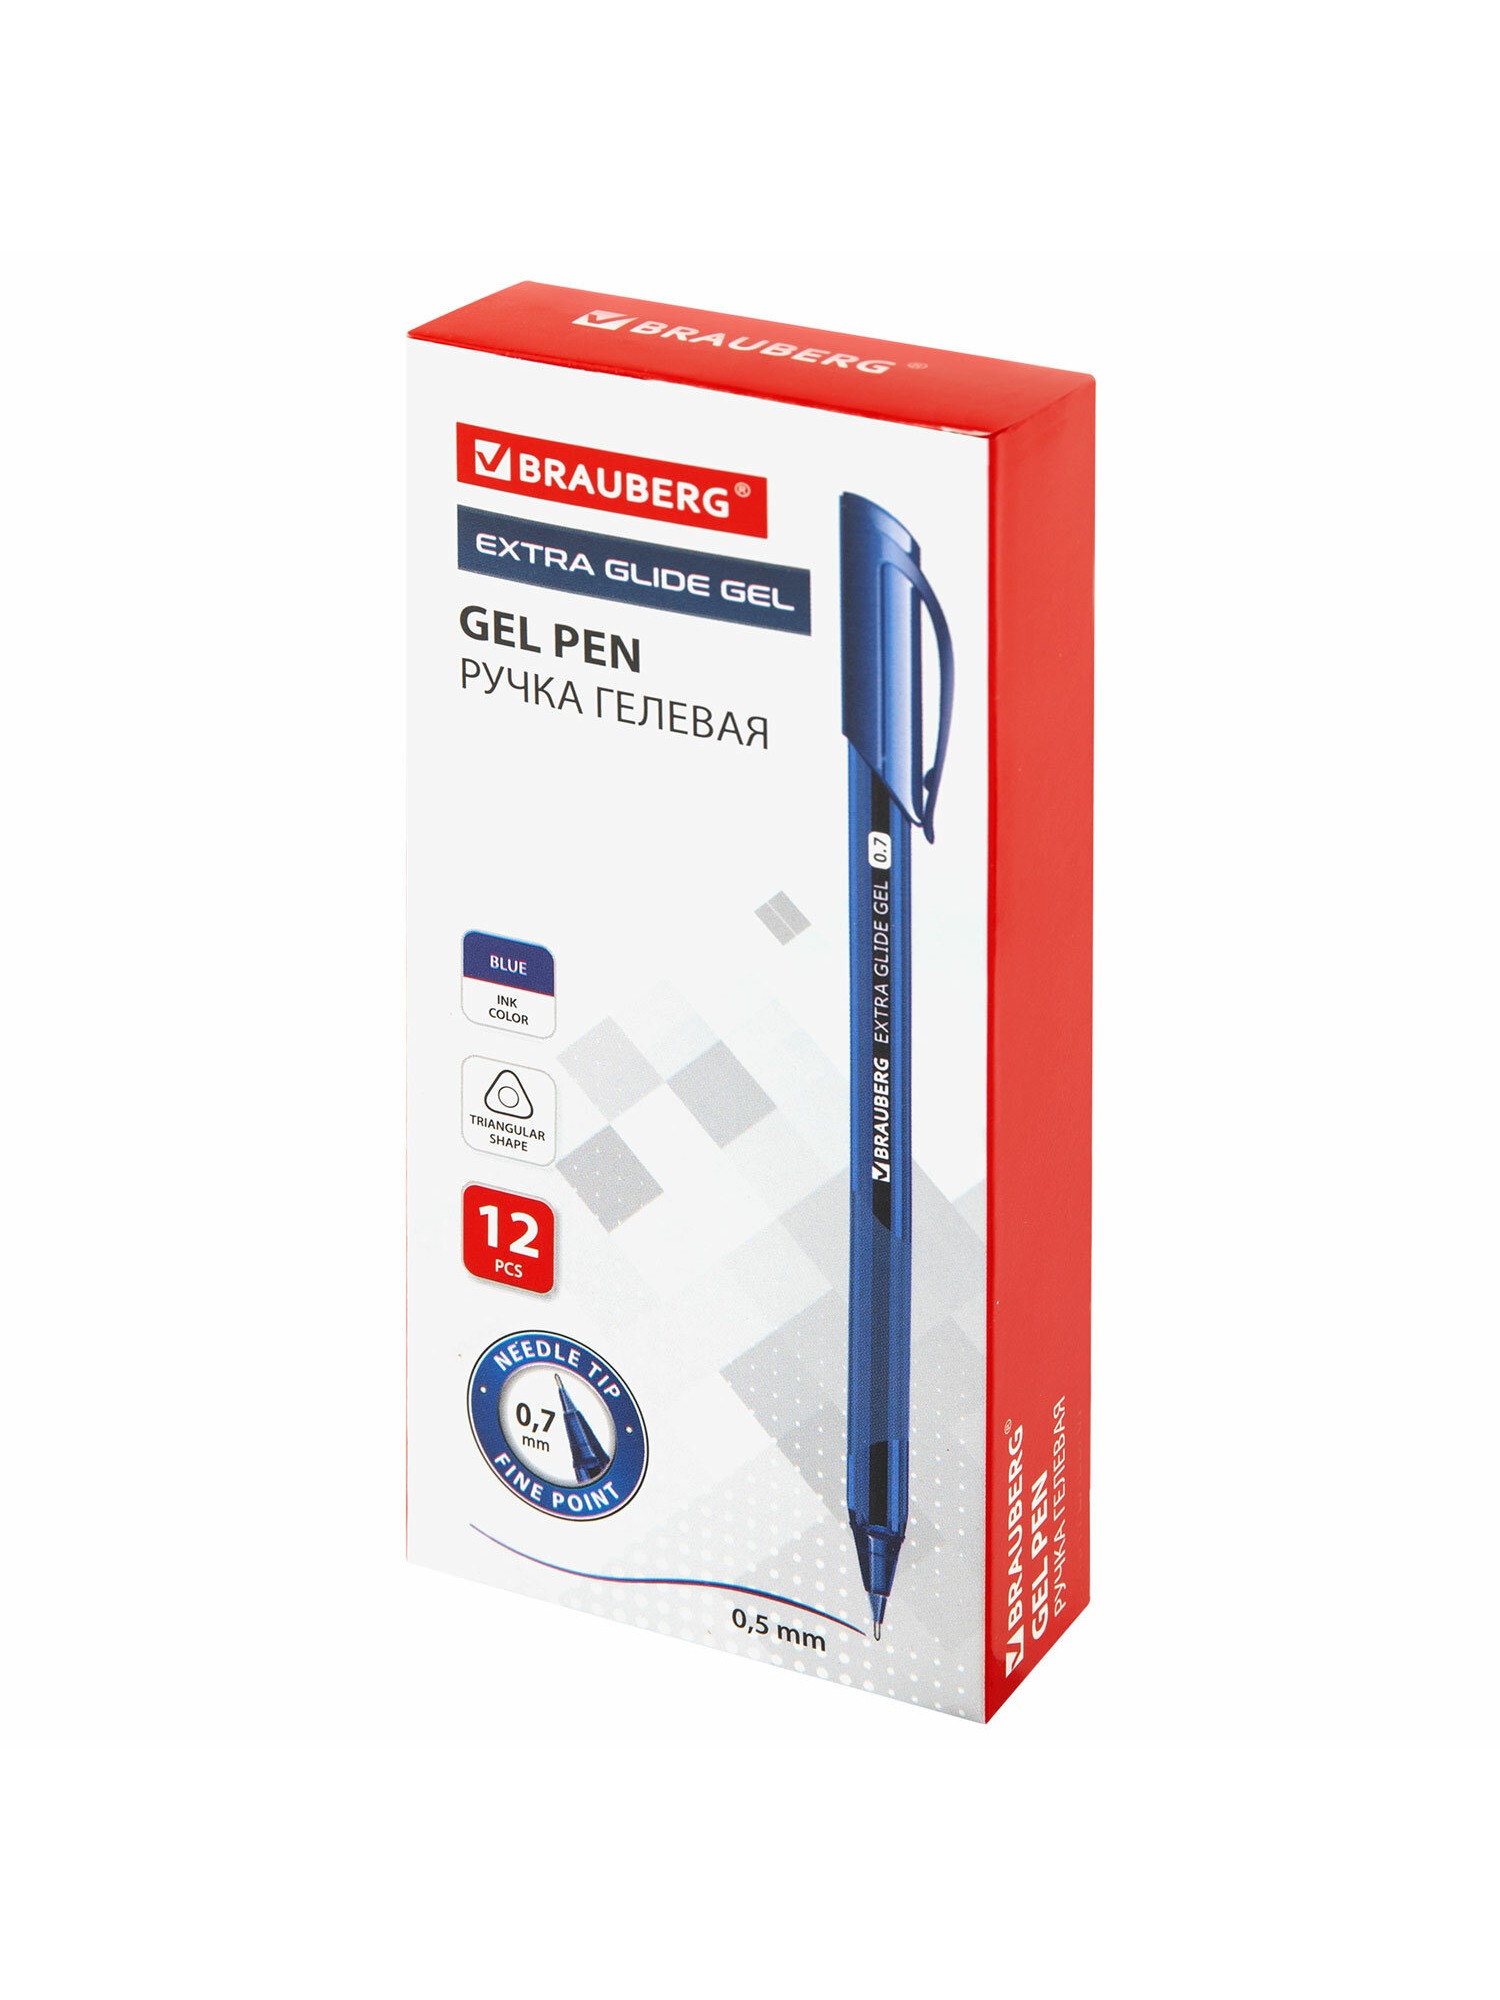 BRAUBERG ®
BRAUBERG®
EXTRA GLIDE GEL
GEL PEN
РУЧКА ГЕЛЕВАЯ
BLUE
INK
COLOR
TRIANGULAR
SHAPE
12
PCS
NEEDLE TIP
0,7
mm
FINE POINT
0,5 mm
BRAUBERG EXTRA GLIDE GEL 0.7
BRAUBERG®
GEL PEN
РУЧКА ГЕЛЕВАЯ